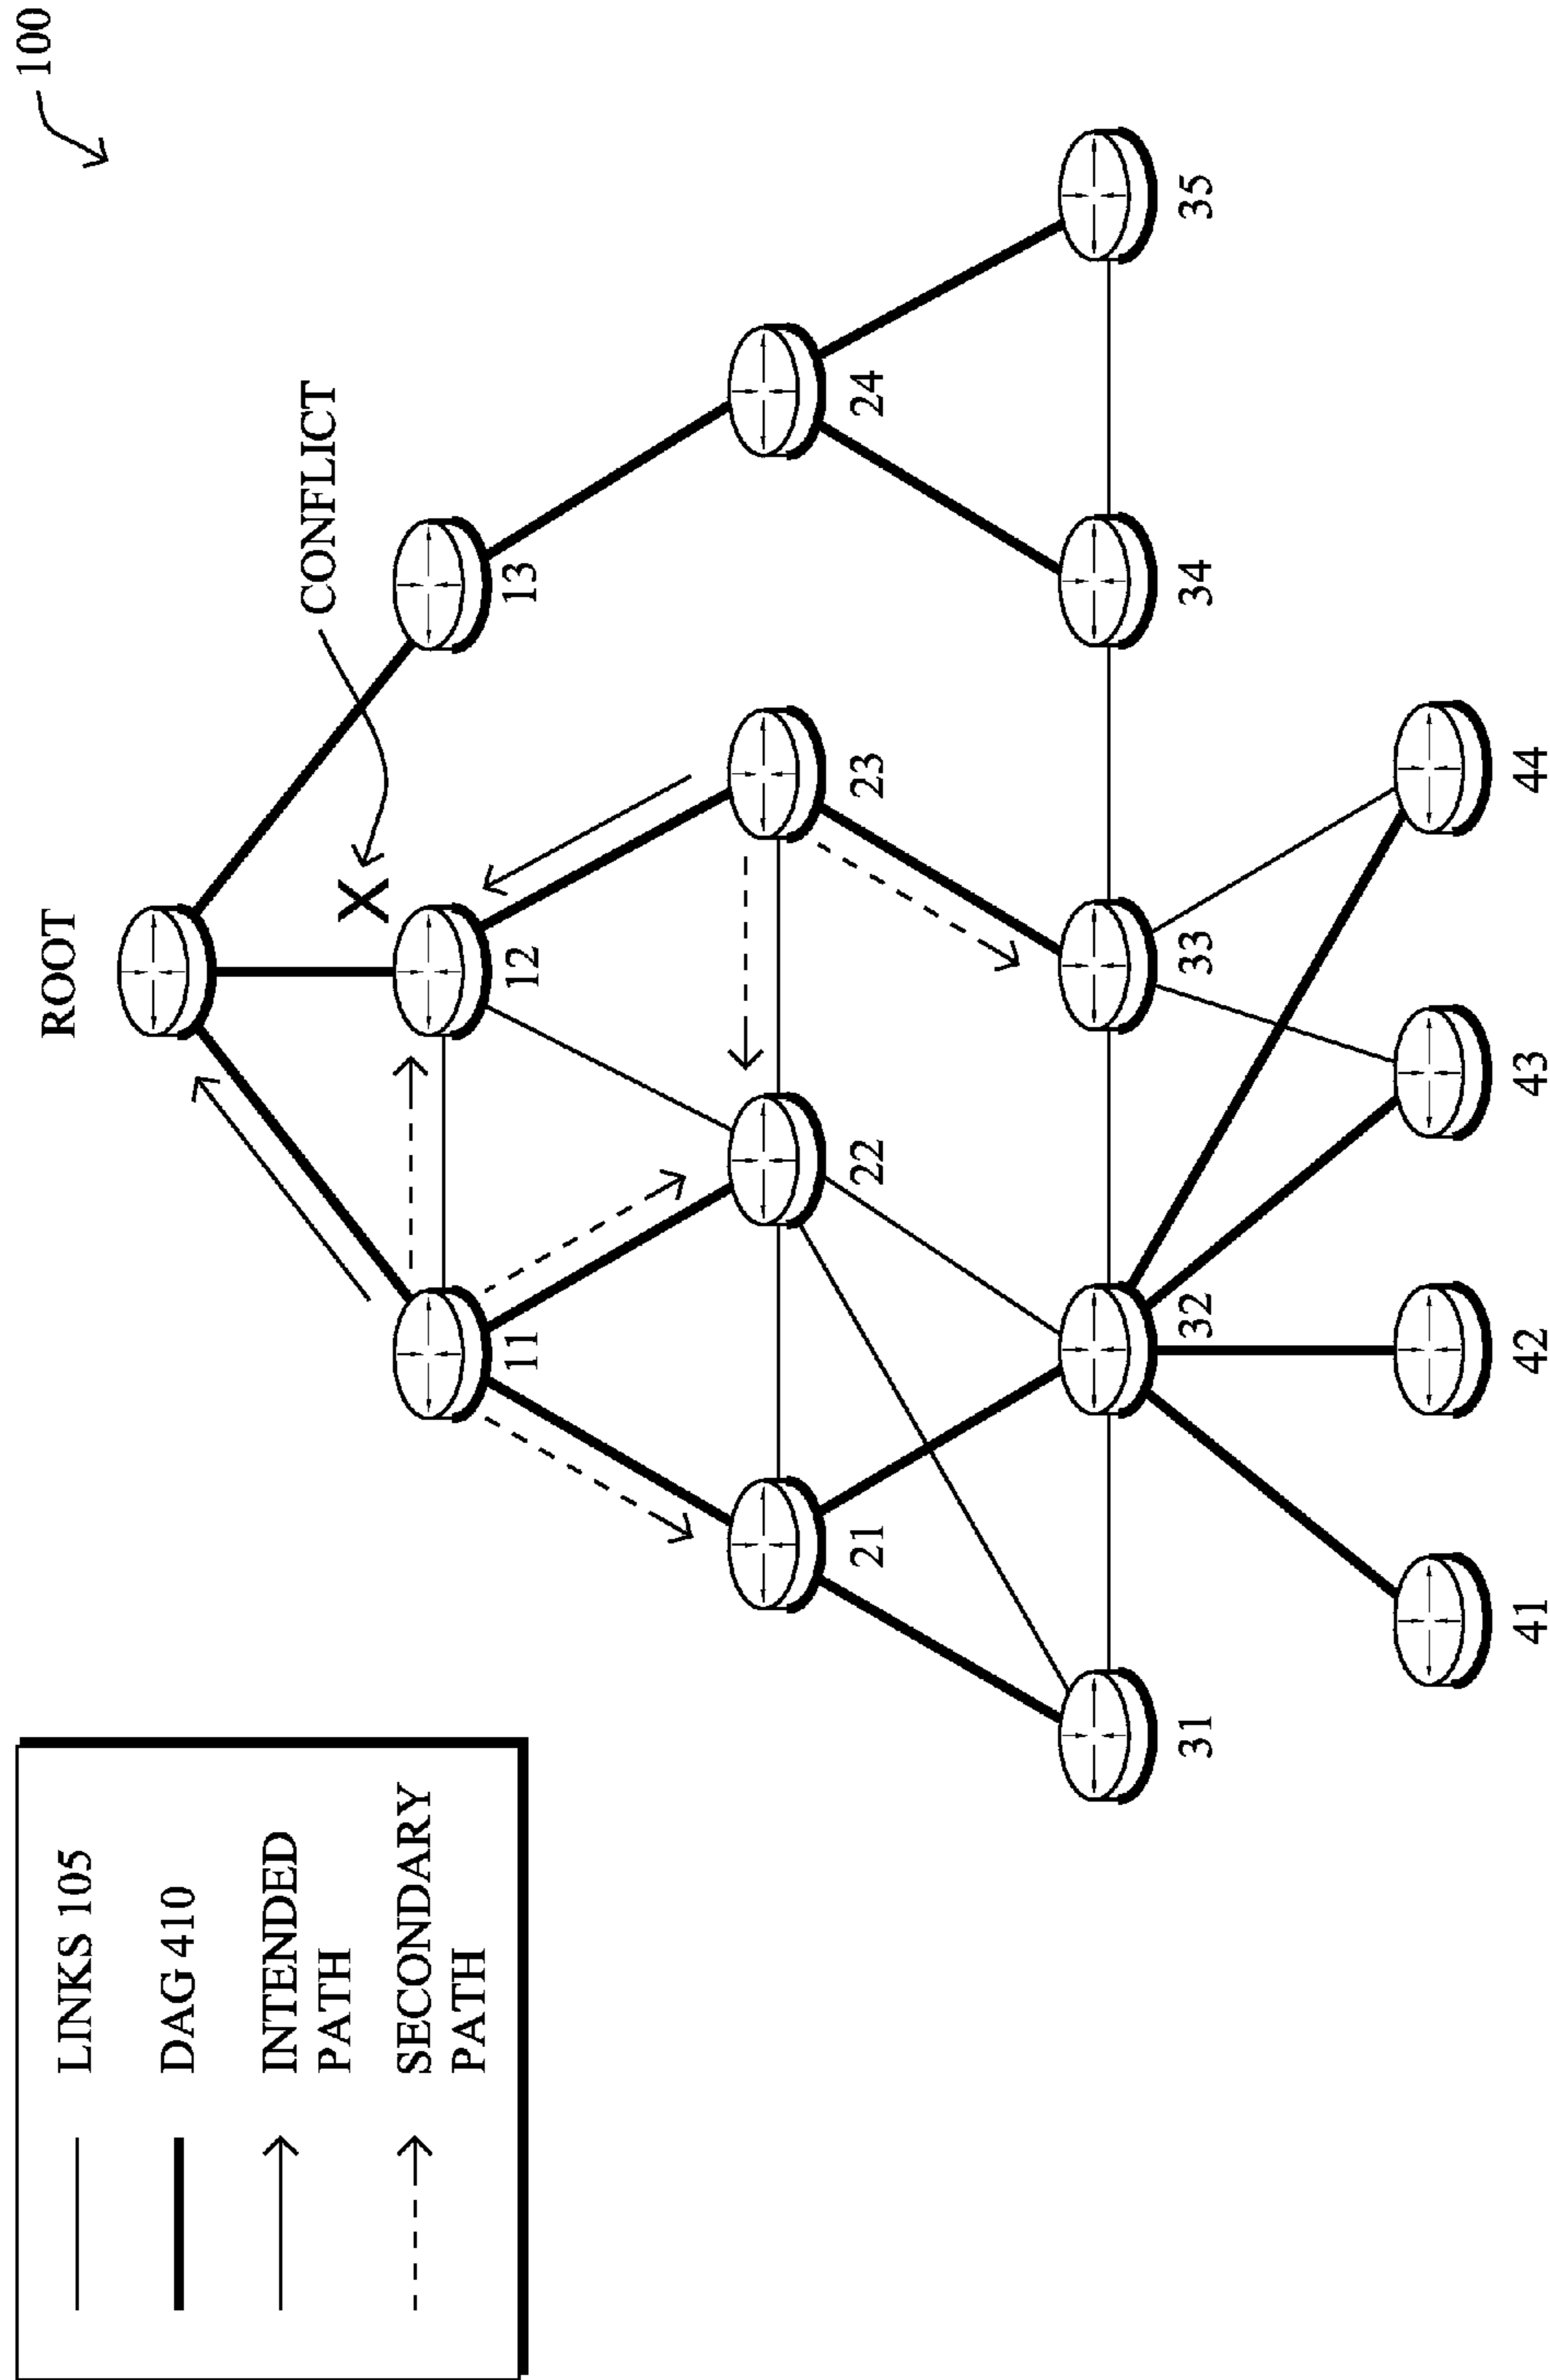 LINKS 105
DAG 410
INTENDED
PATH
SECONDARY
PATH
100
ROOT
CONFLICT
X
11
12
13
21
22
23
24
31
32
33
34
35
41
42
43
44